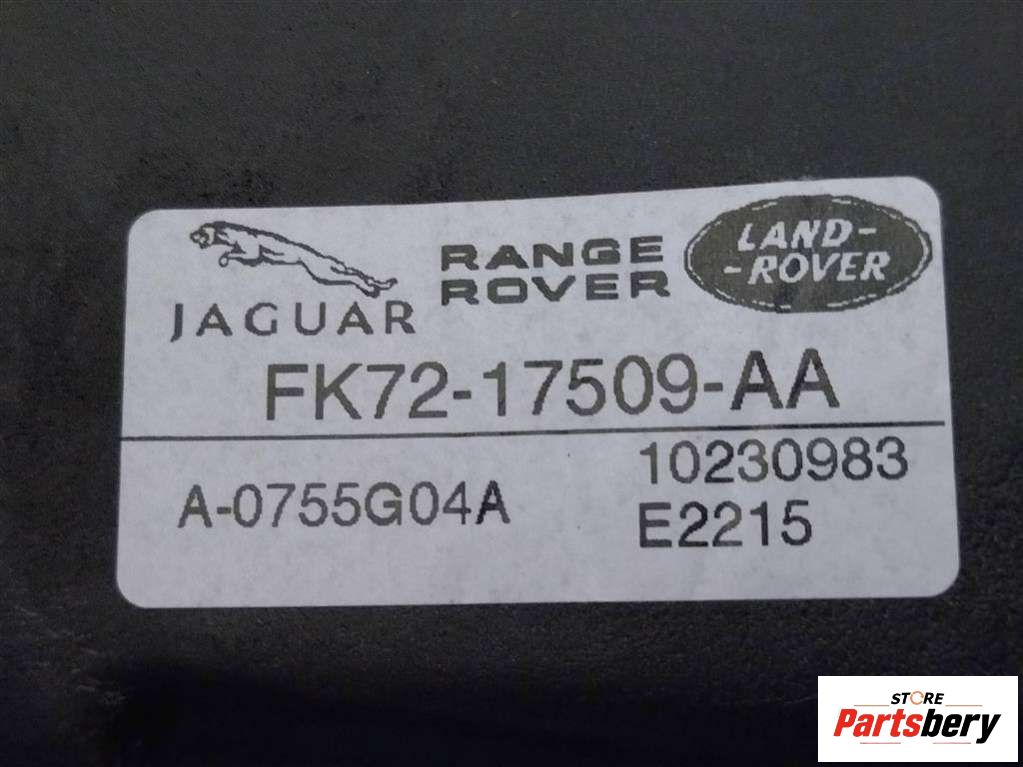 JAGUAR
RANGE
ROVER
LAND-
-ROVER
FK72-17509-AA
A-0755G04A
10230983
E2215
STORE
Partsbery